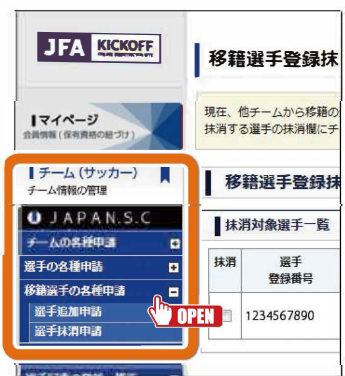 JFA KICKOFF
移籍選手登録抹
マイページ
会員情報(保有資格の紐づけ)
現在、他チームから移籍の
抹消する選手の抹消欄にチ
チーム(サッカー)
チーム情報の管理
移籍選手登録抹
JAPAN.S.C
チームの各種申請
選手の各種申請
移籍選手の各種申請
選手追加申請
選手抹消申請
OPEN
抹消対象選手一覧
抹消
選手
登録番号
1234567890